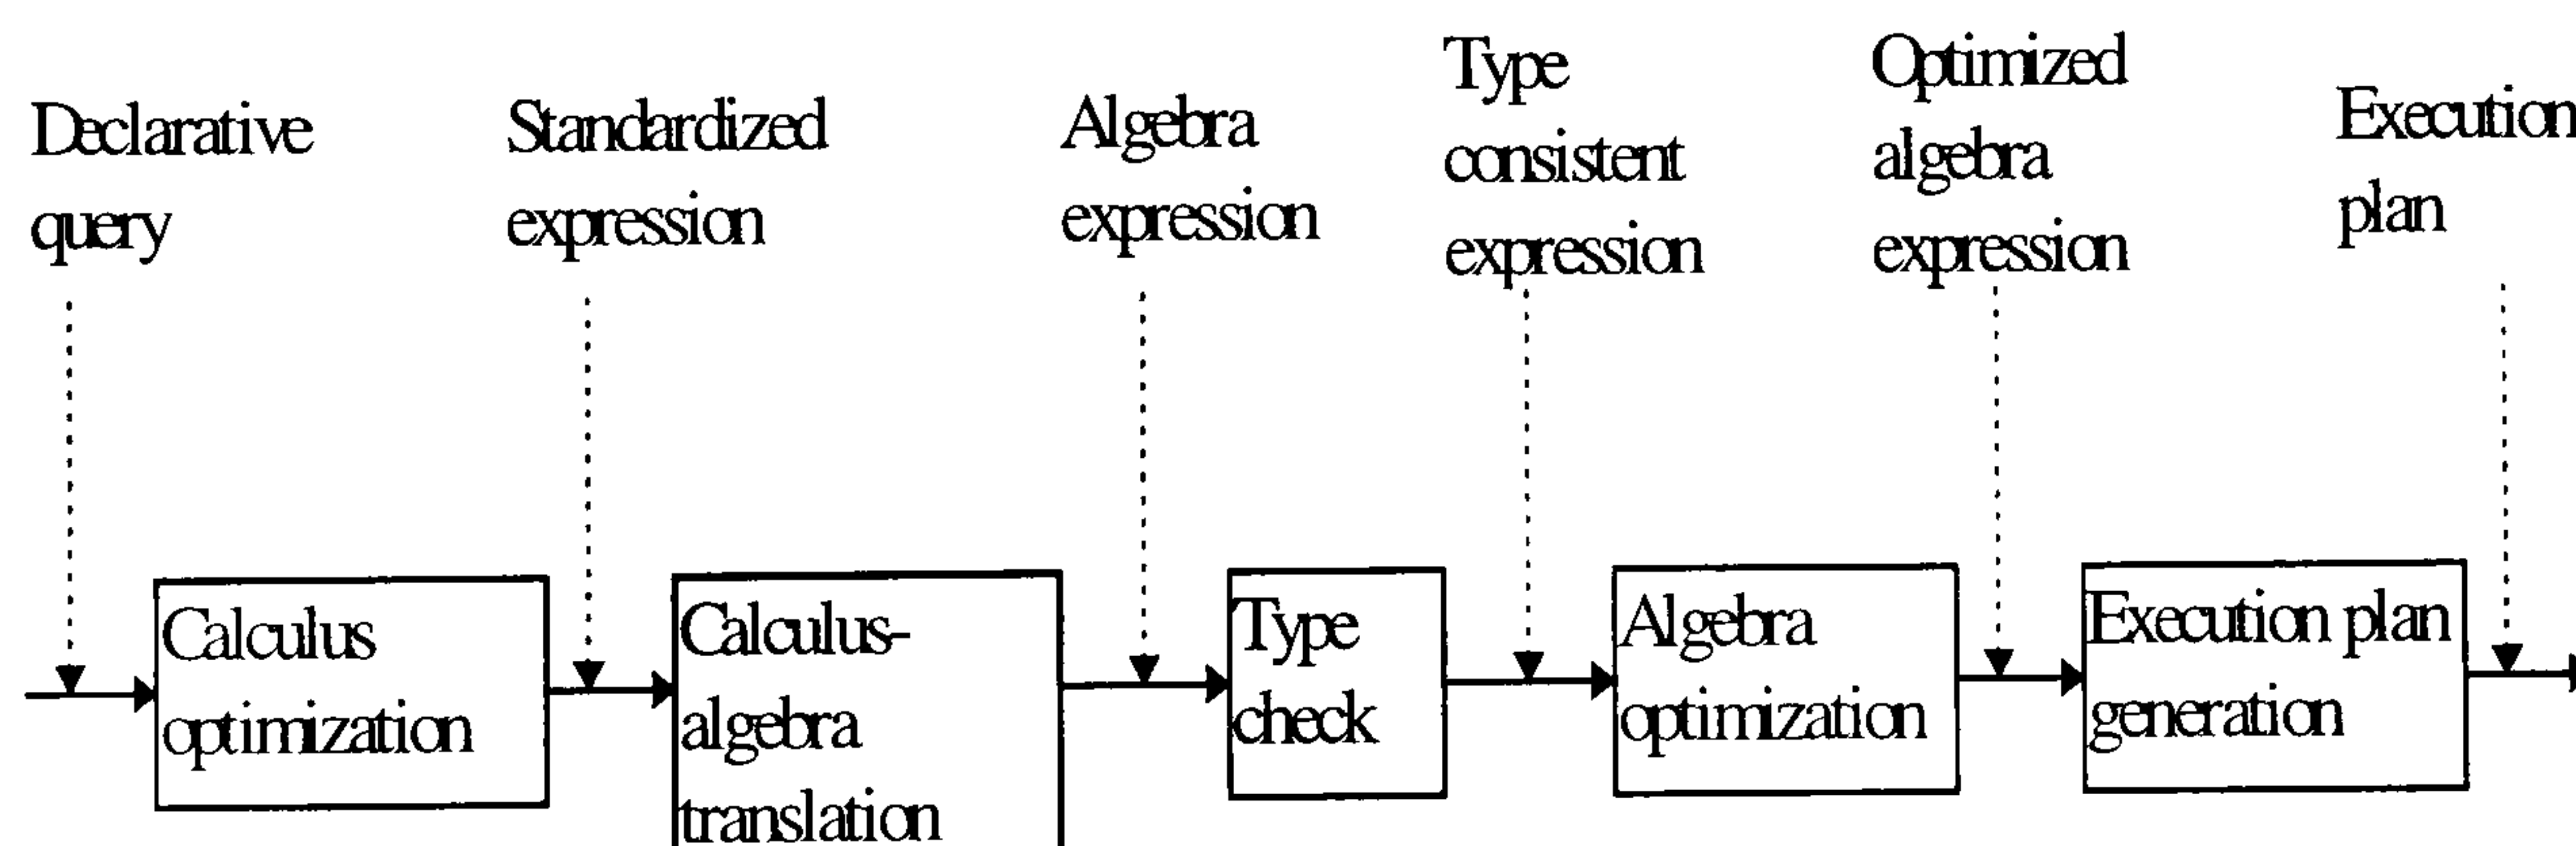 Declarative
query
Standardized
expression
Algebra
expression
Type
consistent
expression
Optimized
algebra
expression
Execution
plan
Calculus
optimization
Calculus-
algebra
translation
Type
check
Algebra
optimization
Execution plan
generation